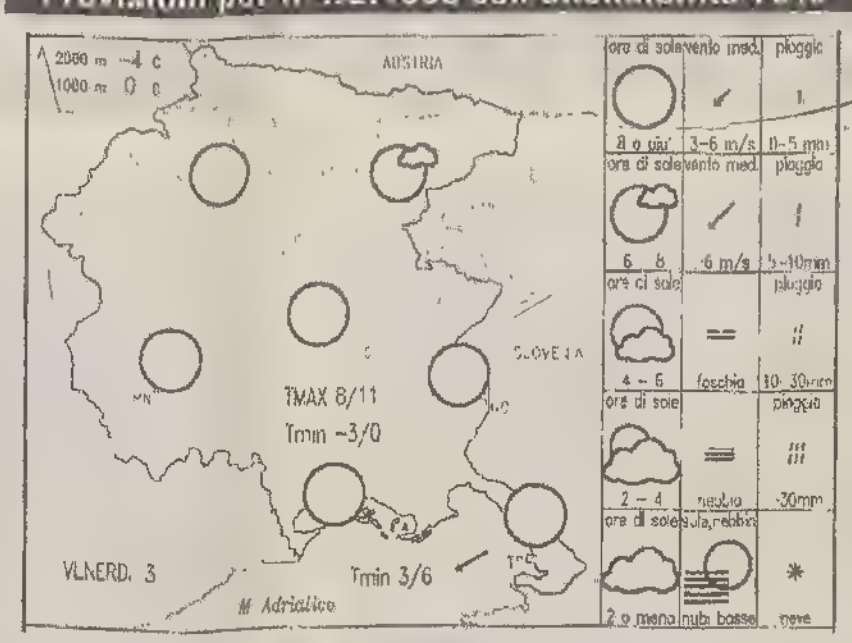 2000 m -4 c
1000 m 0 c
AUSTRIA
SLOVENIA
PN
GO
TMAX 8/11
Tmin -3/0
VENERD. 3
Tmin 3/6
M Adriatico
ore di sole vento med. pioggia
8 o piu' 3-6 m/s 0-5 mm
ore di sole vento med. pioggia
6 8 6 m/s 5-10mm
ore di sole pioggia
4 - 6 foschia 10-30mm
ore di sole pioggia
2 - 4 nebbia 30mm
ore di sole
2 o meno nubi basse neve